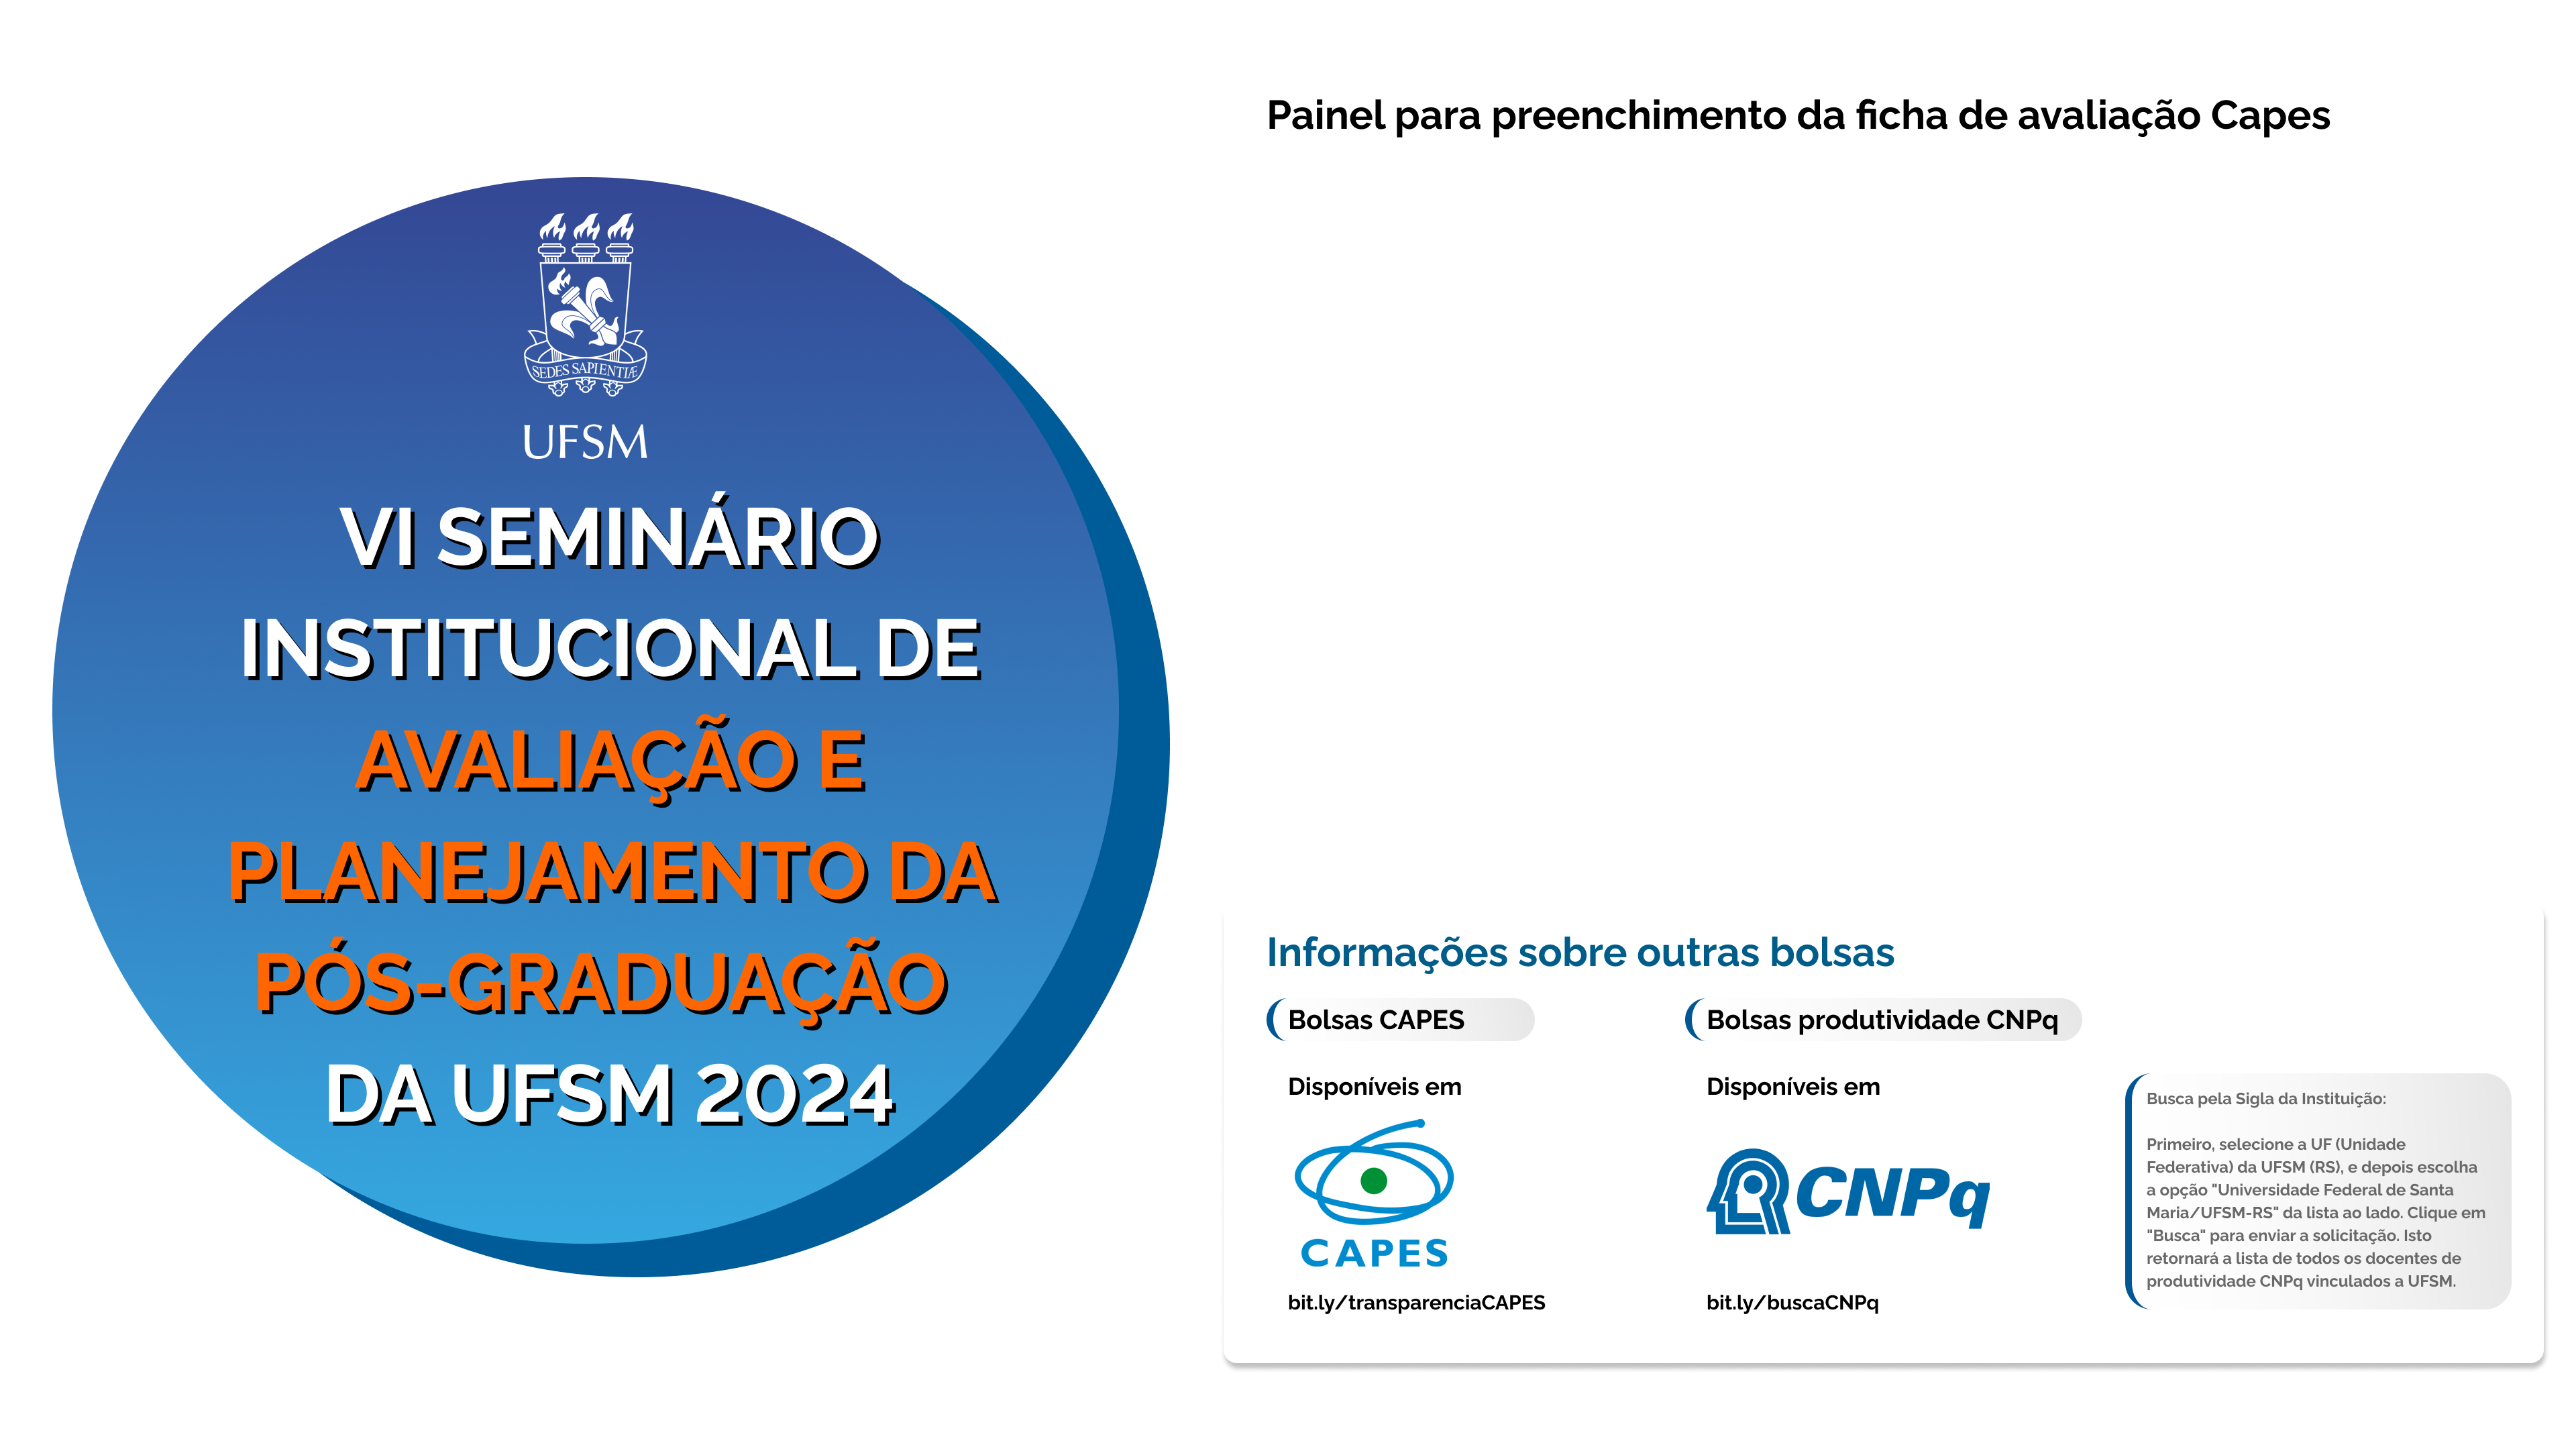 SEDES SAPIENTIÆ
UFSM
VI SEMINÁRIO
INSTITUCIONAL DE
AVALIAÇÃO E
PLANEJAMENTO DA
PÓS-GRADUAÇÃO
DA UFSM 2024
Painel para preenchimento da ficha de avaliação Capes
Informações sobre outras bolsas
Bolsas CAPES
Disponíveis em
CAPES
bit.ly/transparenciaCAPES
Bolsas produtividade CNPq
Disponíveis em
CNPq
bit.ly/buscaCNPq
Busca pela Sigla da Instituição:
Primeiro, selecione a UF (Unidade
Federativa) da UFSM (RS), e depois escolha
a opção "Universidade Federal de Santa
Maria/UFSM-RS" da lista ao lado. Clique em
"Busca" para enviar a solicitação. Isto
retornará a lista de todos os docentes de
produtividade CNPq vinculados a UFSM.